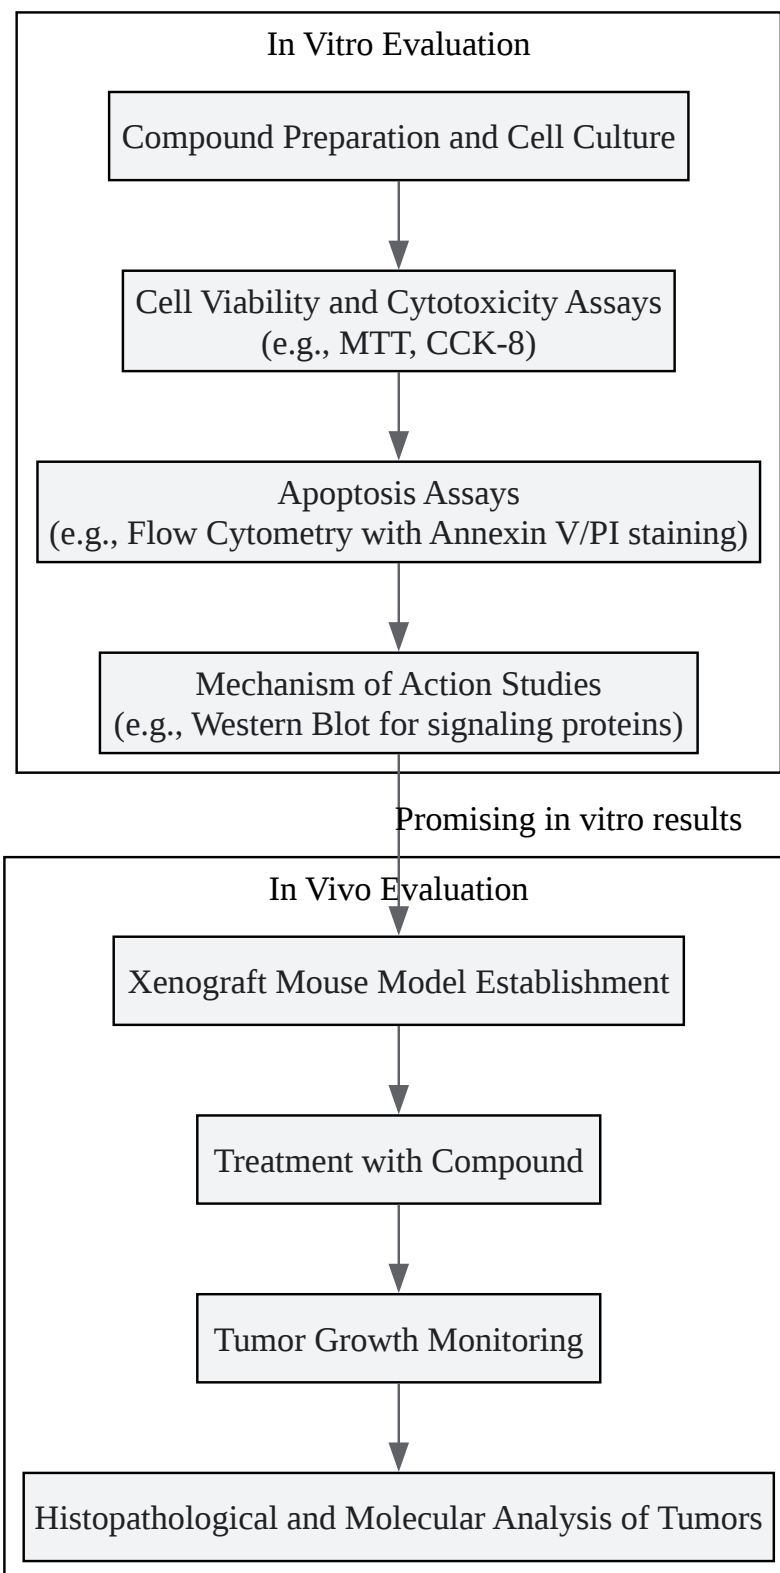 In Vitro Evaluation
Compound Preparation and Cell Culture
Cell Viability and Cytotoxicity Assays
(e.g., MTT, CCK-8)
Apoptosis Assays
(e.g., Flow Cytometry with Annexin V/PI staining)
Mechanism of Action Studies
(e.g., Western Blot for signaling proteins)
Promising in vitro results
In Vivo Evaluation
Xenograft Mouse Model Establishment
Treatment with Compound
Tumor Growth Monitoring
Histopathological and Molecular Analysis of Tumors